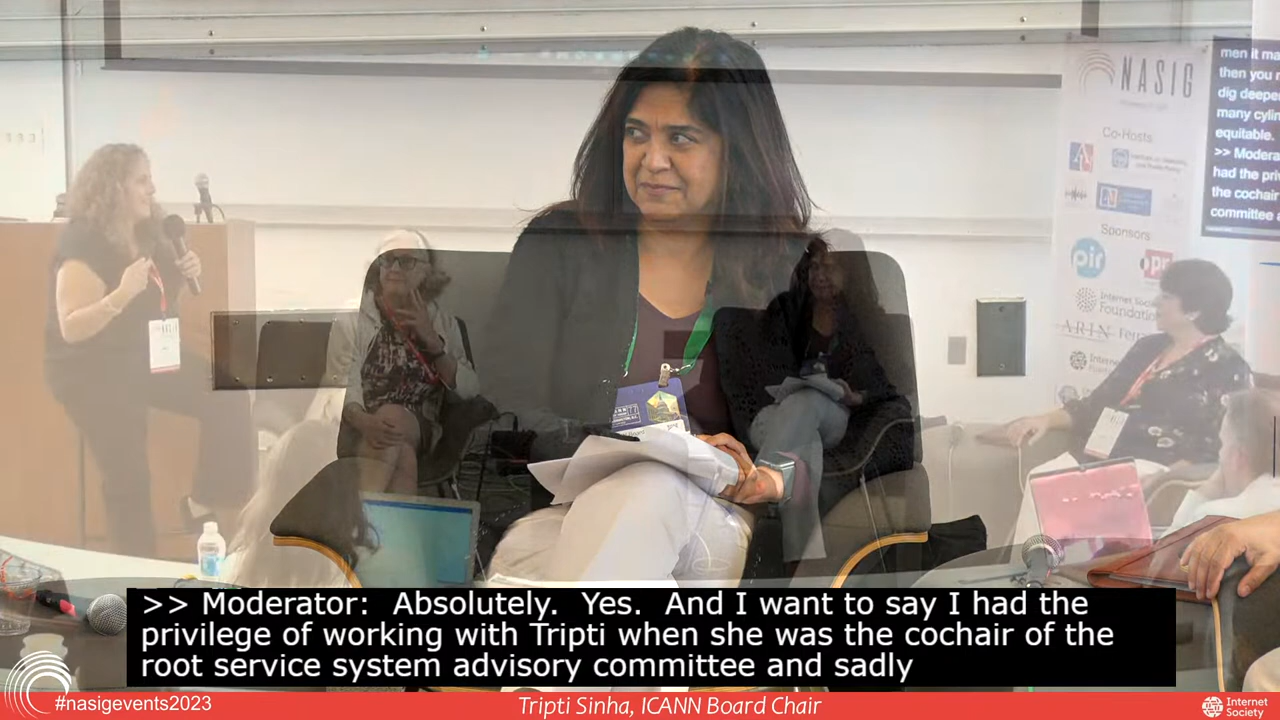 NASIG
Co-Hosts
Sponsors
pir
Internet Society
Foundation
ARIN
men it ma
then you
dig deepe
many cylin
equitable.
>> Modera
had the priv
the cochair
committee a
>> Moderator: Absolutely. Yes. And I want to say I had the
privilege of working with Tripti when she was the cochair of the
root service system advisory committee and sadly
#nasigevents2023
Tripti Sinha, ICANN Board Chair
Internet
Society